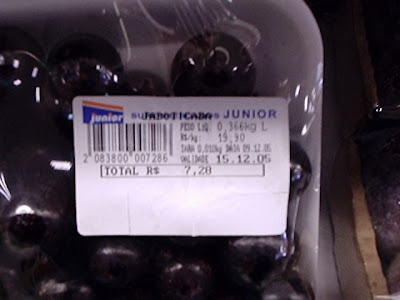 junior
supermercados JUNIOR
JABOTICABA
PESO LIQ: 0,366kg L
R$/kg: 19,90
TARA 0,010kg DATA 09.12.05
VALIDADE 15.12.05
2 083800 007286
TOTAL R$ 7,28